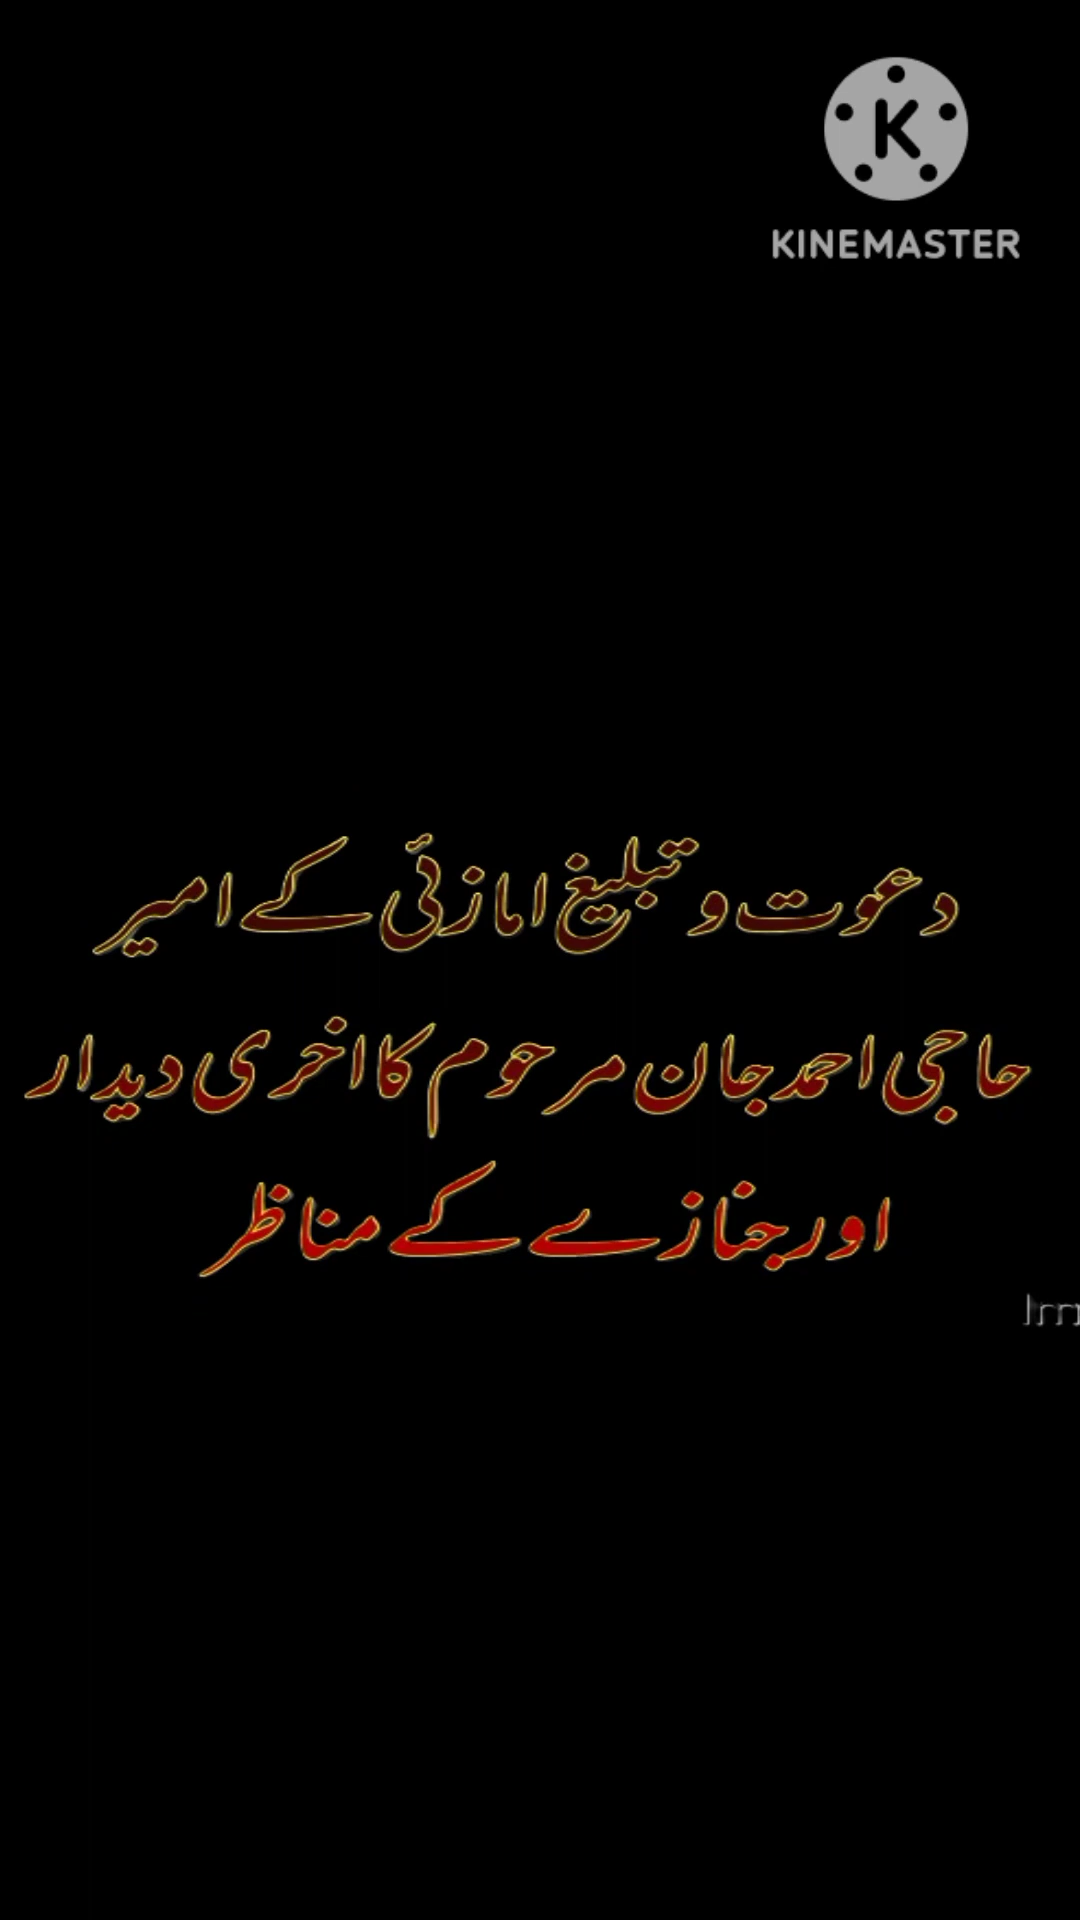 KINEMASTER
دعوت و تبلیغ امازئی کے امیر
حاجی احمد جان مرحوم کا اخری دیدار
اور جنازے کے مناظر